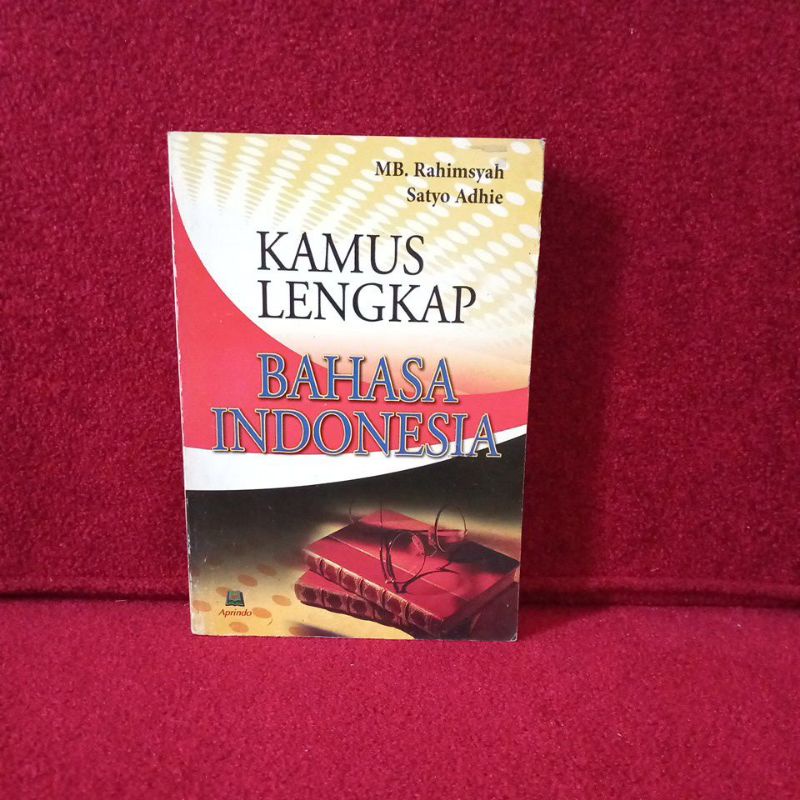 MB. Rahimsyah
Satyo Adhie
KAMUS
LENGKAP
BAHASA
INDONESIA
Aprindo